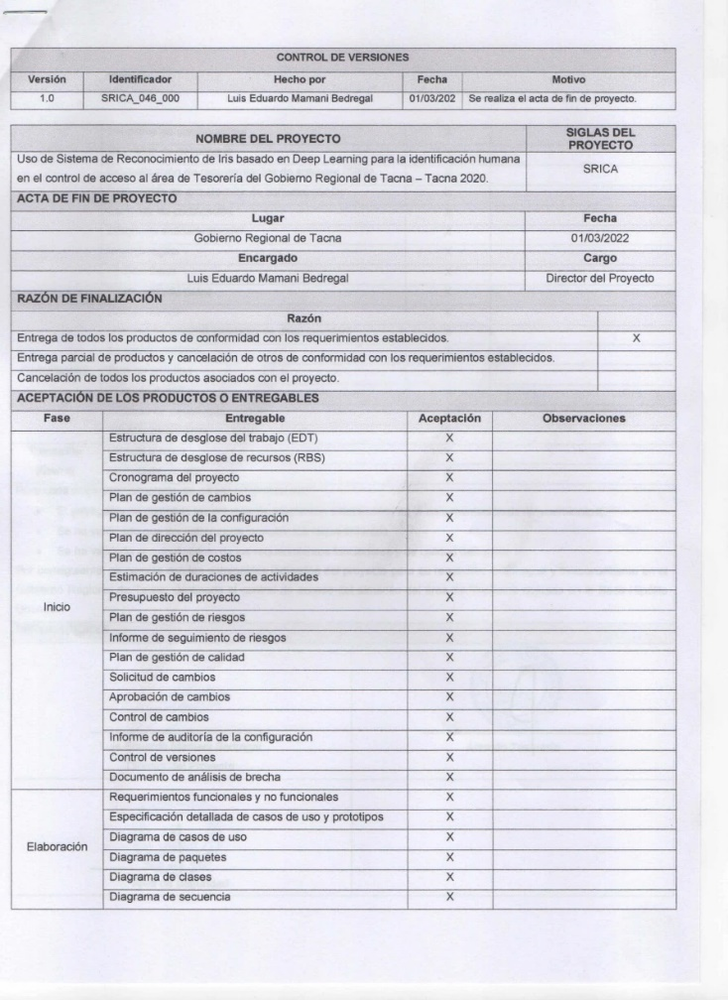 CONTROL DE VERSIONES
Versión Identificador Hecho por Fecha Motivo
1.0 SRICA_046_000 Luis Eduardo Mamani Bedregal 01/03/202 Se realiza el acta de fin de proyecto.
NOMBRE DEL PROYECTO SIGLAS DEL
PROYECTO
Uso de Sistema de Reconocimiento de Iris basado en Deep Learning para la identificación humana
en el control de acceso al área de Tesorería del Gobierno Regional de Tacna – Tacna 2020. SRICA
ACTA DE FIN DE PROYECTO
Lugar Fecha
Gobierno Regional de Tacna 01/03/2022
Encargado Cargo
Luis Eduardo Mamani Bedregal Director del Proyecto
RAZÓN DE FINALIZACIÓN
Razón
Entrega de todos los productos de conformidad con los requerimientos establecidos. X
Entrega parcial de productos y cancelación de otros de conformidad con los requerimientos establecidos.
Cancelación de todos los productos asociados con el proyecto.
ACEPTACIÓN DE LOS PRODUCTOS O ENTREGABLES
Fase Entregable Aceptación Observaciones
Estructura de desglose del trabajo (EDT) X
Estructura de desglose de recursos (RBS) X
Cronograma del proyecto X
Plan de gestión de cambios X
Plan de gestión de la configuración X
Plan de dirección del proyecto X
Plan de gestión de costos X
Estimación de duraciones de actividades X
Presupuesto del proyecto X
Inicio
Plan de gestión de riesgos X
Informe de seguimiento de riesgos X
Plan de gestión de calidad X
Solicitud de cambios X
Aprobación de cambios X
Control de cambios X
Informe de auditoría de la configuración X
Control de versiones X
Documento de análisis de brecha X
Requerimientos funcionales y no funcionales X
Especificación detallada de casos de uso y prototipos X
Diagrama de casos de uso X
Elaboración
Diagrama de paquetes X
Diagrama de clases X
Diagrama de secuencia X